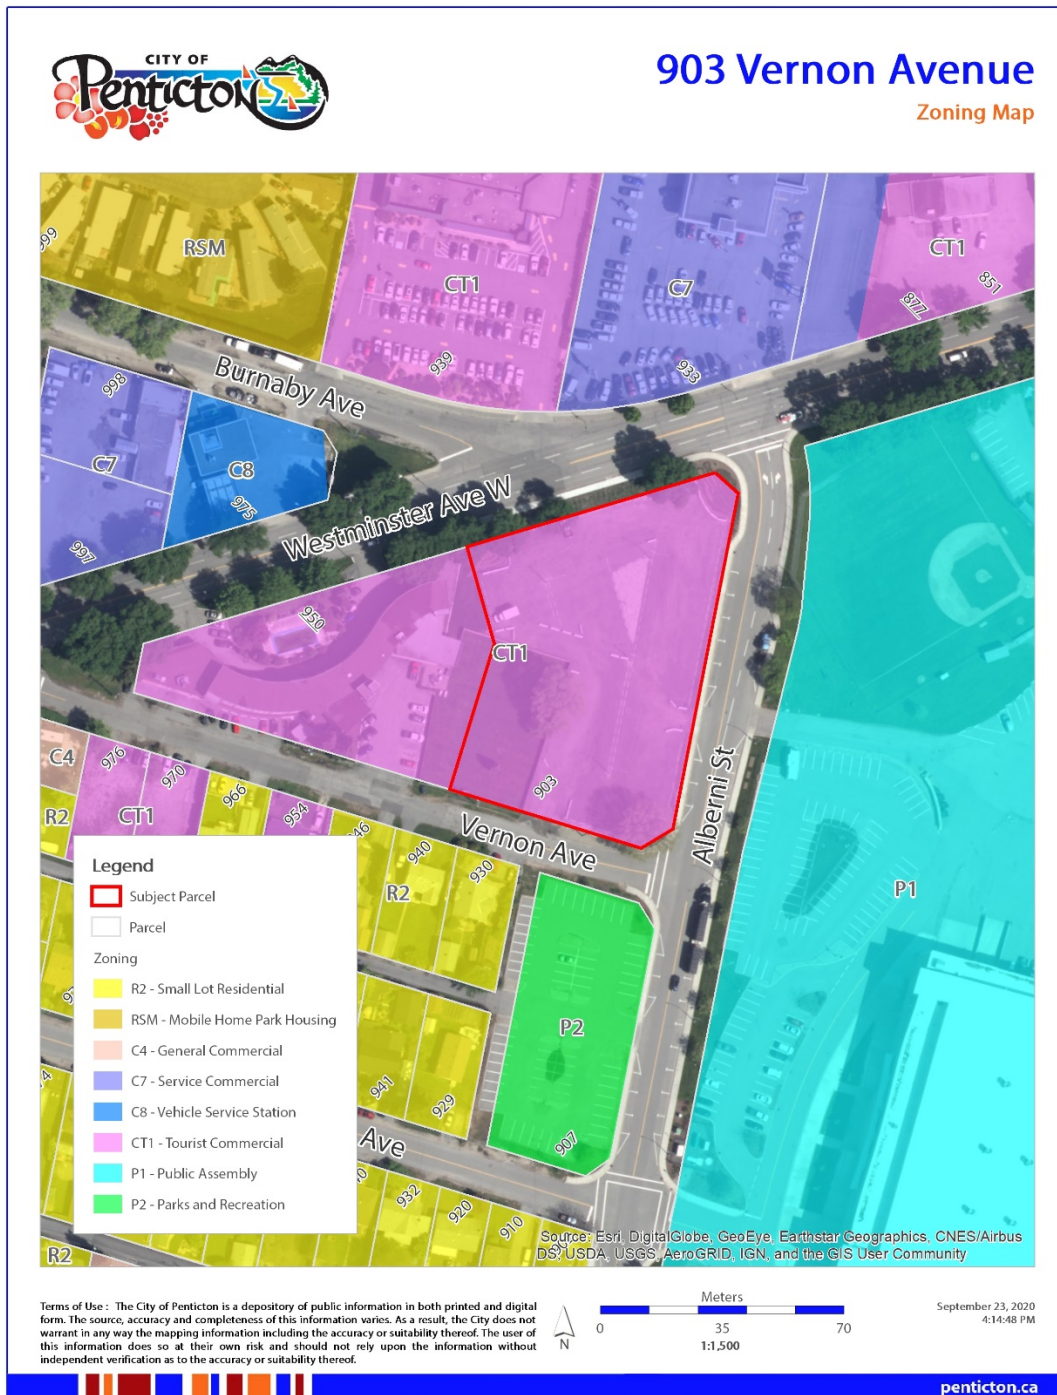 CITY OF
Penticton
903 Vernon Avenue
Zoning Map
RSM
CT1
C7
CT1
851
877
939
933
Burnaby Ave
998
C7
C8
975
997
Westminster Ave W
950
CT1
903
Alberni St
Vernon Ave
C4
976
970
966
954
R2
CT1
940
930
R2
P1
P2
941
929
907
Ave
932
920
910
R2
Legend
Subject Parcel
Parcel
Zoning
R2 - Small Lot Residential
RSM - Mobile Home Park Housing
C4 - General Commercial
C7 - Service Commercial
C8 - Vehicle Service Station
CT1 - Tourist Commercial
P1 - Public Assembly
P2 - Parks and Recreation
Source: Esri, DigitalGlobe, GeoEye, Earthstar Geographics, CNES/Airbus
DS, USDA, USGS, AeroGRID, IGN, and the GIS User Community
Terms of Use : The City of Penticton is a depository of public information in both printed and digital
form. The source, accuracy and completeness of this information varies. As a result, the City does not
warrant in any way the mapping information including the accuracy or suitability thereof. The user of
this information does so at their own risk and should not rely upon the information without
independent verification as to the accuracy or suitability thereof.
N
Meters
0 35 70
1:1,500
September 23, 2020
4:14:48 PM
penticton.ca